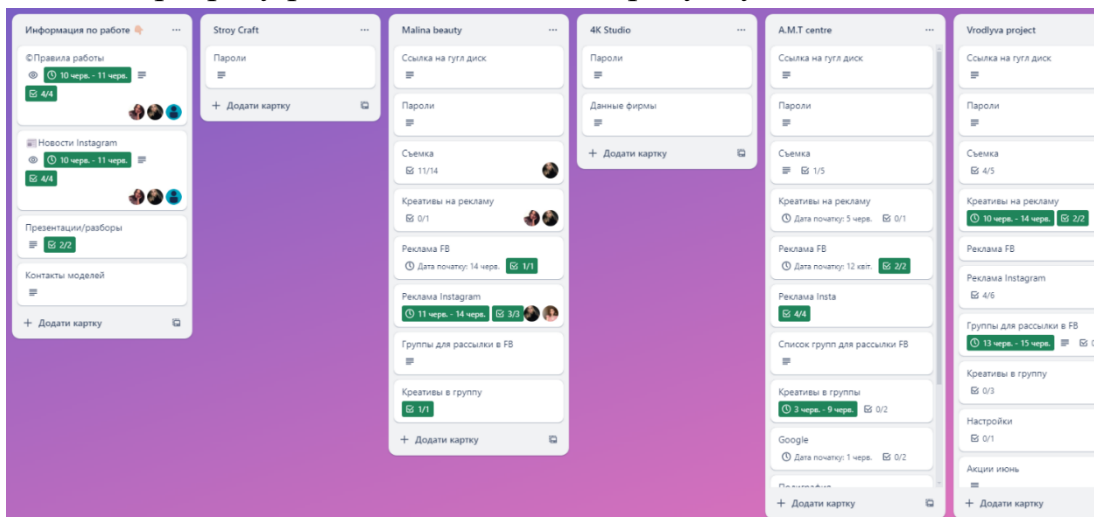 Информация по работе
©Правила работы
10 черв. - 11 черв.
4/4
Новости Instagram
10 черв. - 11 черв.
4/4
Презентации/разборы
2/2
Контакты моделей
+ Додати картку
Stroy Craft
Пароли
+ Додати картку
Malina beauty
Ссылка на гугл диск
Пароли
Съемка
11/14
Креативы на рекламу
0/1
Реклама FB
Дата початку: 14 черв. 1/1
Реклама Instagram
11 черв. - 14 черв. 3/3
Группы для рассылки в FB
Креативы в группу
1/1
+ Додати картку
4K Studio
Пароли
Данные фирмы
+ Додати картку
A.M.T centre
Ссылка на гугл диск
Пароли
Съемка
1/5
Креативы на рекламу
Дата початку: 5 черв. 0/1
Реклама FB
Дата початку: 12 квіт. 2/2
Реклама Insta
4/4
Список групп для рассылки FB
Креативы в группы
3 черв. - 9 черв. 0/2
Google
Дата початку: 1 черв. 0/2
+ Додати картку
Vrodlyva project
Ссылка на гугл диск
Пароли
Съемка
4/5
Креативы на рекламу
10 черв. - 14 черв. 2/2
Реклама FB
Реклама Instagram
4/6
Группы для рассылки в FB
13 черв. - 15 черв.
Креативы в группу
0/3
Настройки
0/1
Акции июнь
+ Додати картку